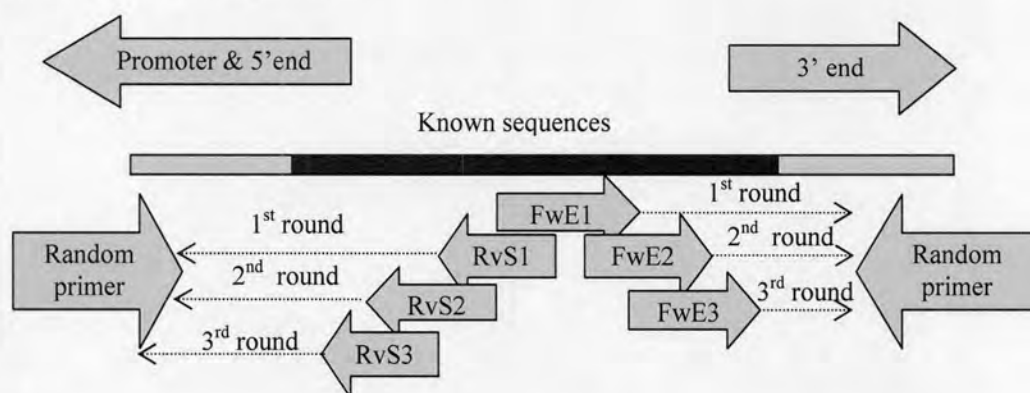 Promoter & 5'end
3' end
Known sequences
FwE1
1st round
1st round
RvS1
FwE2
2nd round
Random
primer
2nd round
RvS2
FwE3
3rd round
Random
primer
3rd round
RvS3